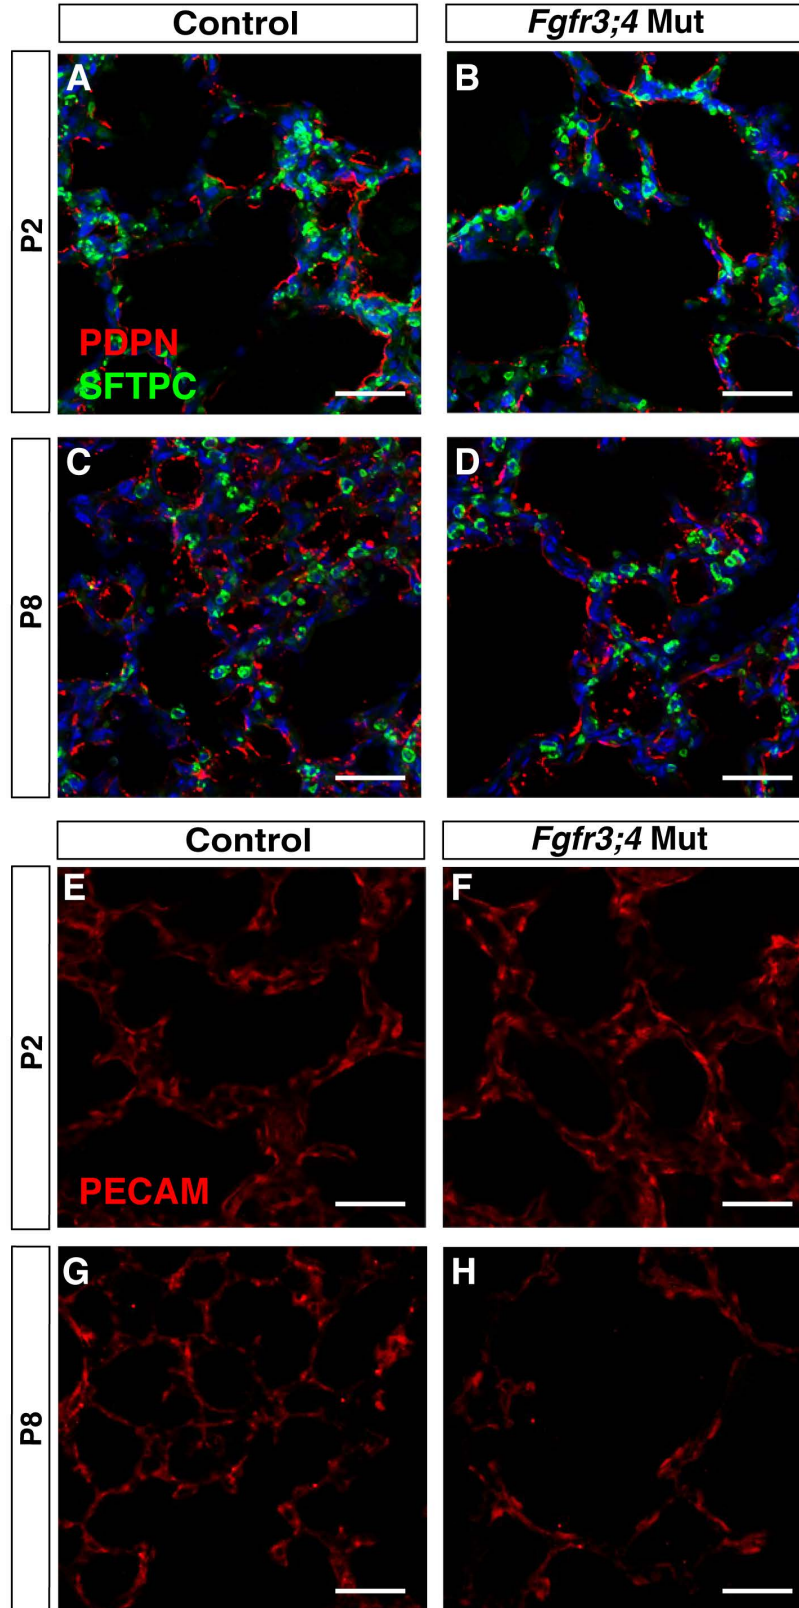 Control
Fgfr3;4 Mut
P2
A
B
PDPN
SFTPC
P8
C
D
Control
Fgfr3;4 Mut
P2
E
F
PECAM
P8
G
H